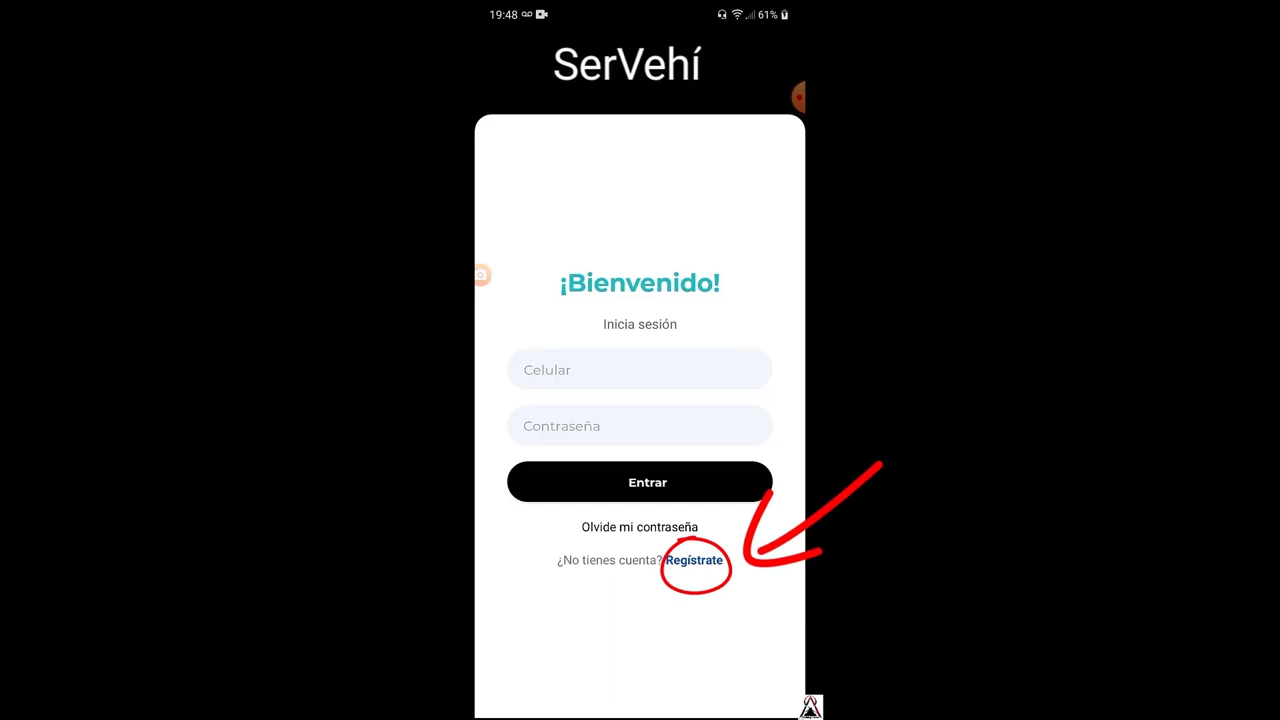 19:48 61%
SerVehí
¡Bienvenido!
Inicia sesión
Celular
Contraseña
Entrar
Olvide mi contraseña
¿No tienes cuenta? Regístrate